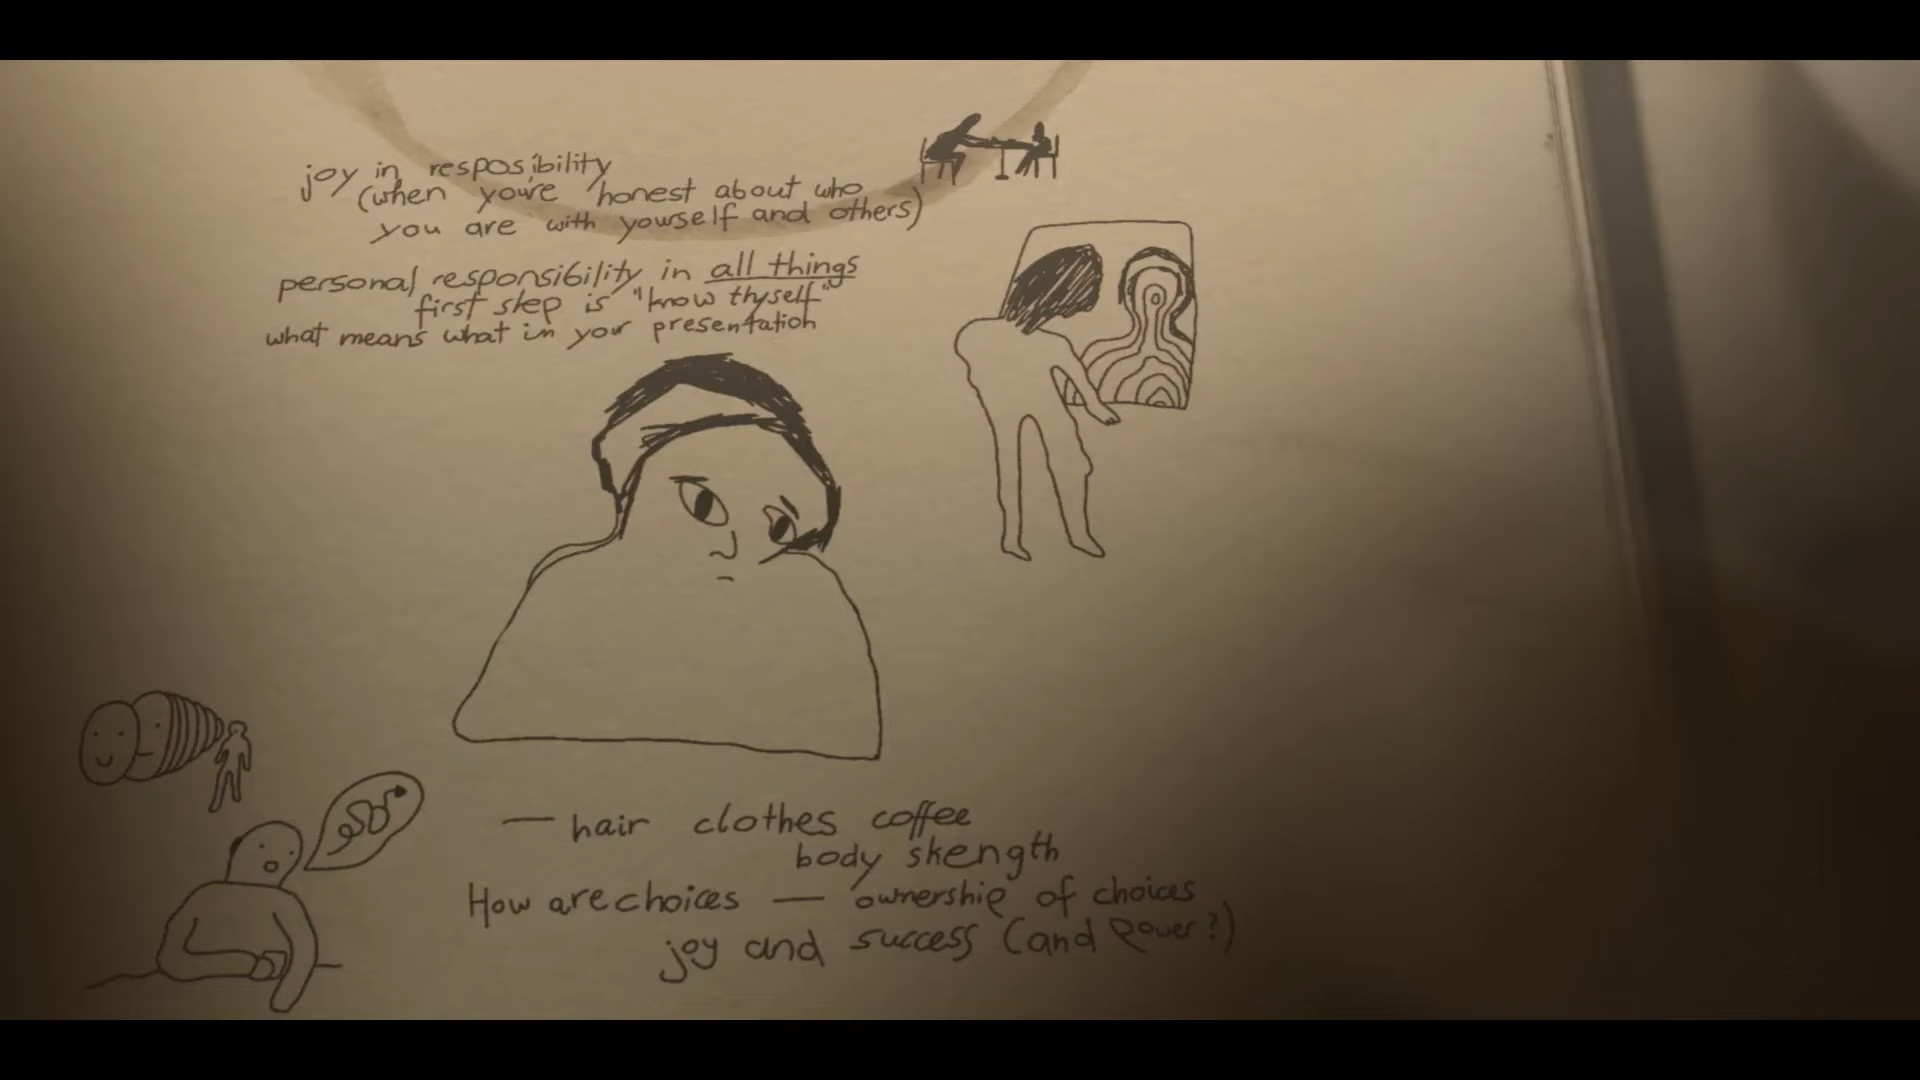 joy in resposibility
(when you're honest about who
you are with yourself and others)
personal responsibility in all things
first step is "know thyself"
what means what in your presentation
— hair clothes coffee
body skength
How are choices — ownership of choices
joy and success (and power?)